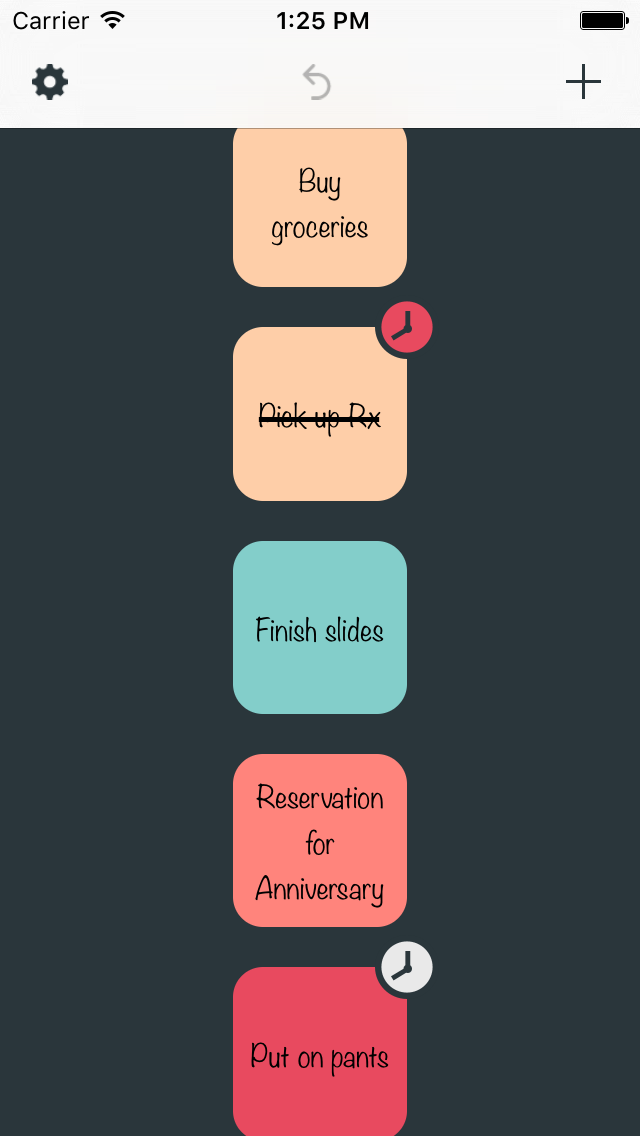 Carrier 1:25 PM
Buy
groceries
Pick up Rx
Finish slides
Reservation
for
Anniversary
Put on pants